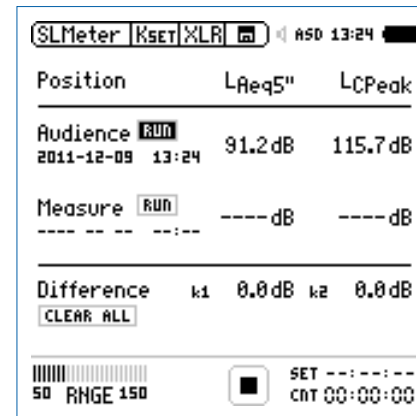 SLMeter KSET XLR ASD 13:24
Position LAeq5" LCPeak
Audience RUN 91.2dB 115.7dB
2011-12-09 13:24
Measure RUN ----dB ----dB
---- -- -- --:--
Difference k1 0.0dB k2 0.0dB
CLEAR ALL
SET --:--:--
50 RNGE 150 CNT 00:00:00